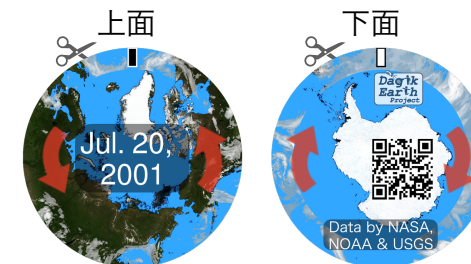 上面
下面
Jul. 20,
2001
Dagik
Earth
Project
Data by NASA,
NOAA & USGS